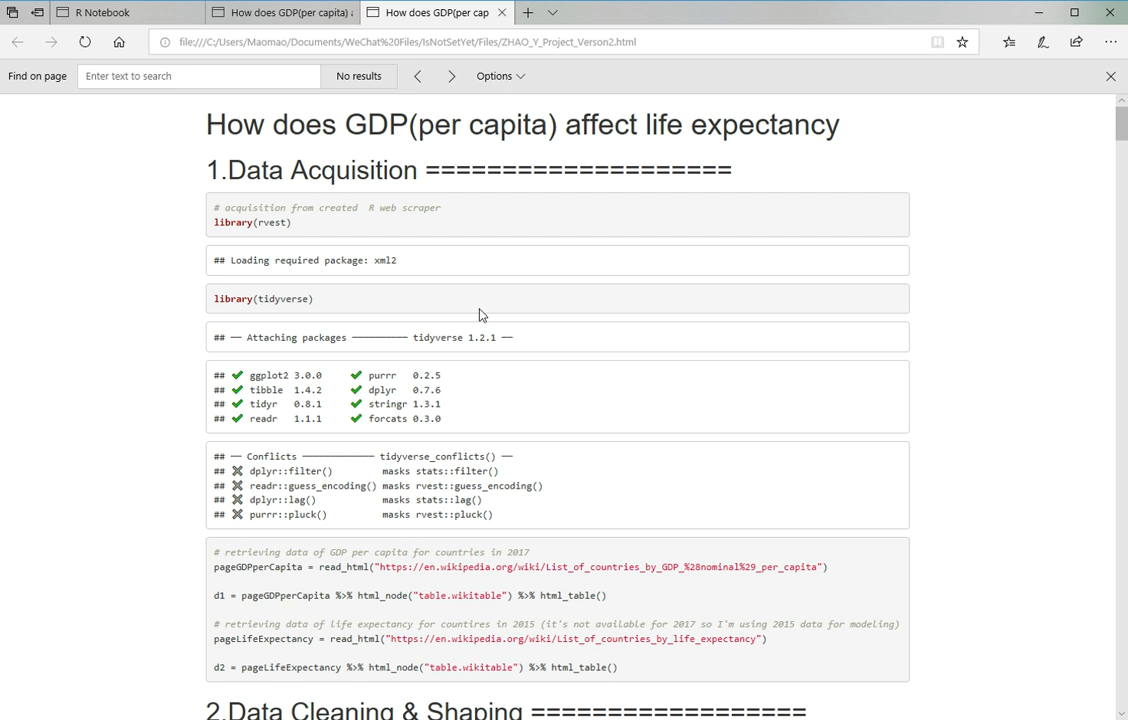 R Notebook
How does GDP(per capita) a
How does GDP(per cap
file:///C:/Users/Maomao/Documents/WeChat%20Files/IsNotSetYet/Files/ZHAO_Y_Project_Verson2.html
Find on page
Enter text to search
No results
Options
How does GDP(per capita) affect life expectancy
1.Data Acquisition ====================
# acquisition from created  R web scraper
library(rvest)
## Loading required package: xml2
library(tidyverse)
## ── Attaching packages ───────── tidyverse 1.2.1 ──
## ✔ ggplot2 3.0.0     ✔ purrr   0.2.5
## ✔ tibble  1.4.2     ✔ dplyr   0.7.6
## ✔ tidyr   0.8.1     ✔ stringr 1.3.1
## ✔ readr   1.1.1     ✔ forcats 0.3.0
## ── Conflicts ──────────── tidyverse_conflicts() ──
## ✖ dplyr::filter()         masks stats::filter()
## ✖ readr::guess_encoding() masks rvest::guess_encoding()
## ✖ dplyr::lag()            masks stats::lag()
## ✖ purrr::pluck()          masks rvest::pluck()
# retrieving data of GDP per capita for countries in 2017
pageGDPperCapita = read_html("https://en.wikipedia.org/wiki/List_of_countries_by_GDP_%28nominal%29_per_capita")
d1 = pageGDPperCapita %>% html_node("table.wikitable") %>% html_table()
# retrieving data of life expectancy for countires in 2015 (it's not available for 2017 so I'm using 2015 data for modeling)
pageLifeExpectancy = read_html("https://en.wikipedia.org/wiki/List_of_countries_by_life_expectancy")
d2 = pageLifeExpectancy %>% html_node("table.wikitable") %>% html_table()
2.Data Cleaning & Shaping ==================